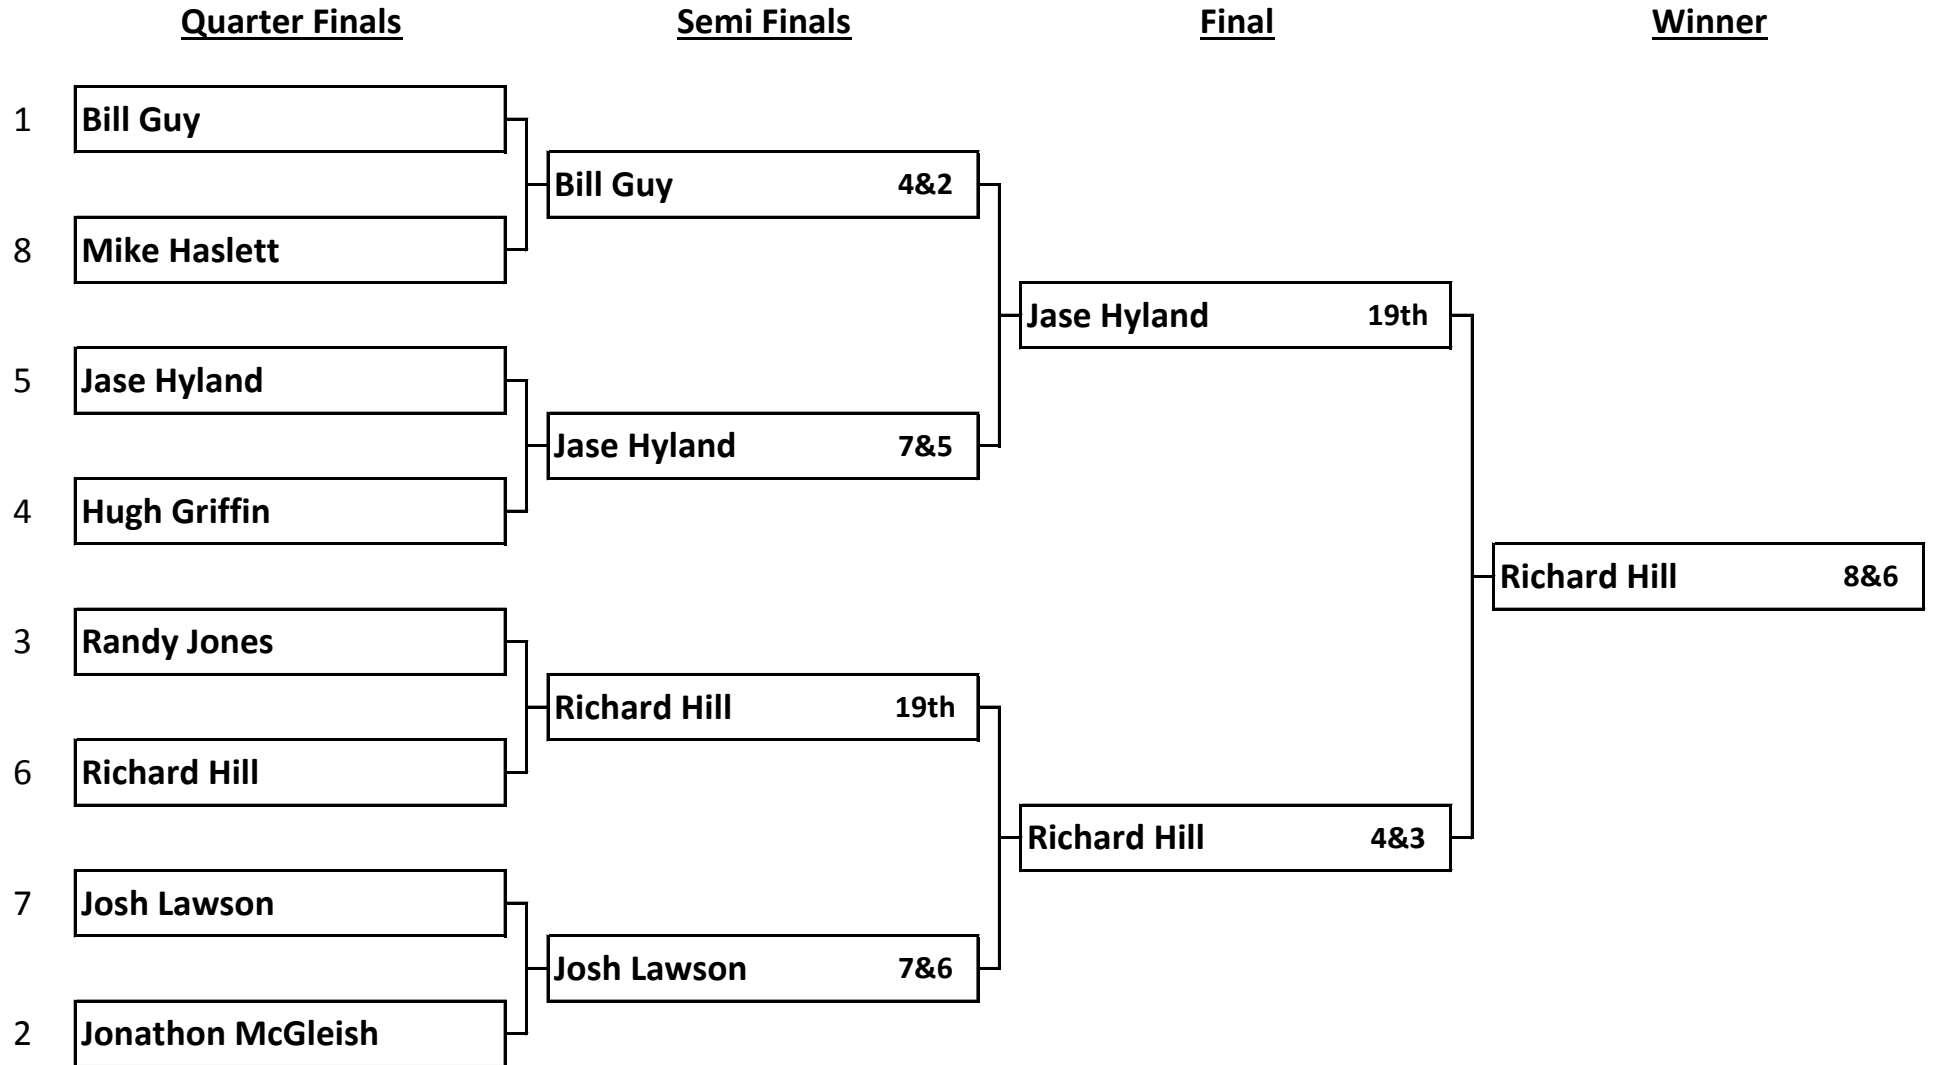 Quarter Finals Semi Finals Final Winner
1 Bill Guy
Bill Guy 4&2
8 Mike Haslett
Jase Hyland 19th
5 Jase Hyland
Jase Hyland 7&5
4 Hugh Griffin
Richard Hill 8&6
3 Randy Jones
Richard Hill 19th
6 Richard Hill
Richard Hill 4&3
7 Josh Lawson
Josh Lawson 7&6
2 Jonathon McGleish